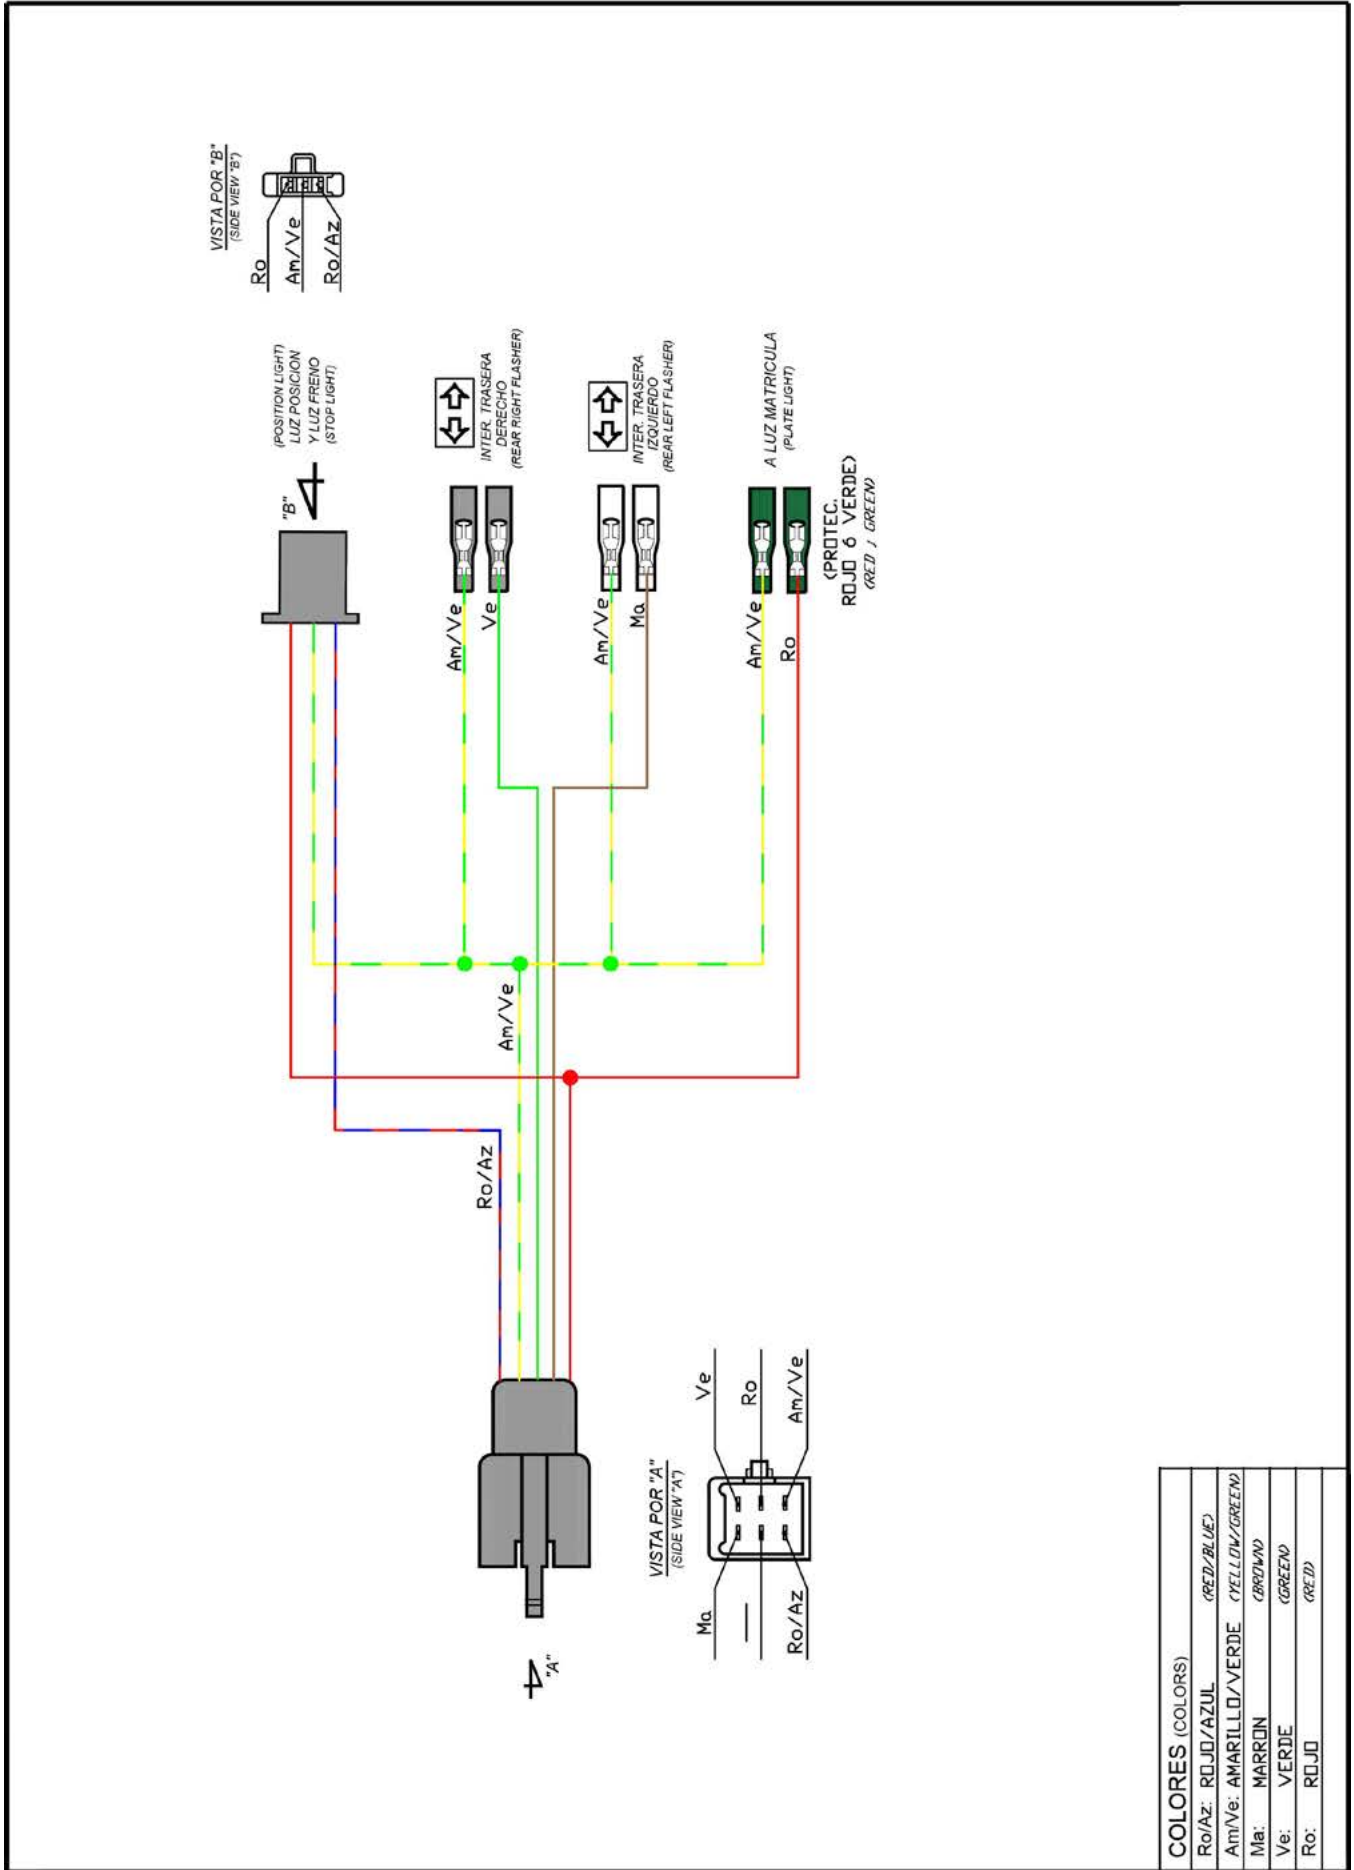 VISTA POR "B"
(SIDE VIEW "B")
Ro
Am/Ve
Ro/Az
(POSITION LIGHT)
LUZ POSICION
Y LUZ FRENO
(STOP LIGHT)
"B"
INTER. TRASERA
DERECHO
(REAR RIGHT FLASHER)
Am/Ve
Ve
INTER. TRASERA
IZQUIERDO
(REAR LEFT FLASHER)
Am/Ve
Ma
A LUZ MATRICULA
(PLATE LIGHT)
Am/Ve
Ro
(PROTEC.
ROJO 6 VERDE)
(RED / GREEN)
Am/Ve
Ro/Az
"A"
VISTA POR "A"
(SIDE VIEW "A")
Ma
Ve
—
Ro
Ro/Az
Am/Ve
COLORES (COLORS)
Ro/Az: ROJO/AZUL (RED/BLUE)
Am/Ve: AMARILLO/VERDE (YELLOW/GREEN)
Ma: MARRON (BROWN)
Ve: VERDE (GREEN)
Ro: ROJO (RED)